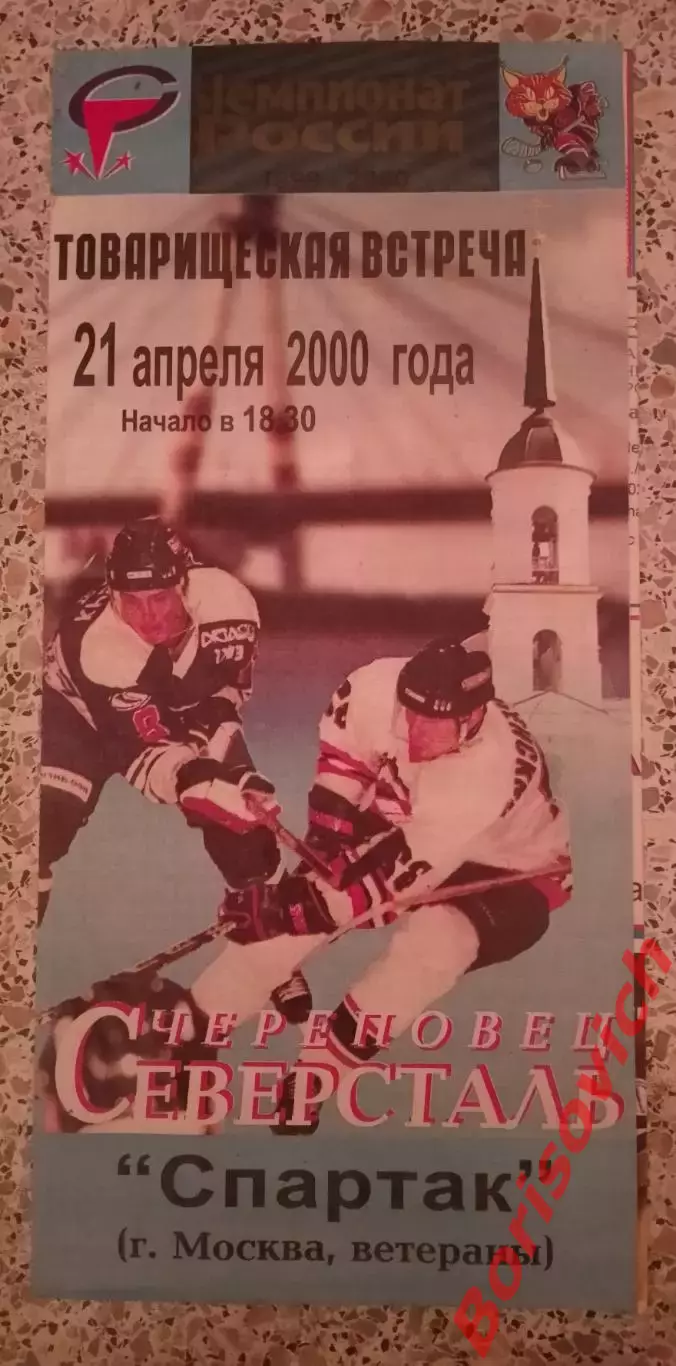 Чемпионат
России
ТОВАРИЩЕСКАЯ ВСТРЕЧА
21 апреля 2000 года
Начало в 18.30
ЧЕРЕПОВЕЦ
СЕВЕРСТАЛЬ
“Спартак”
(г. Москва, ветераны)
Borisovich